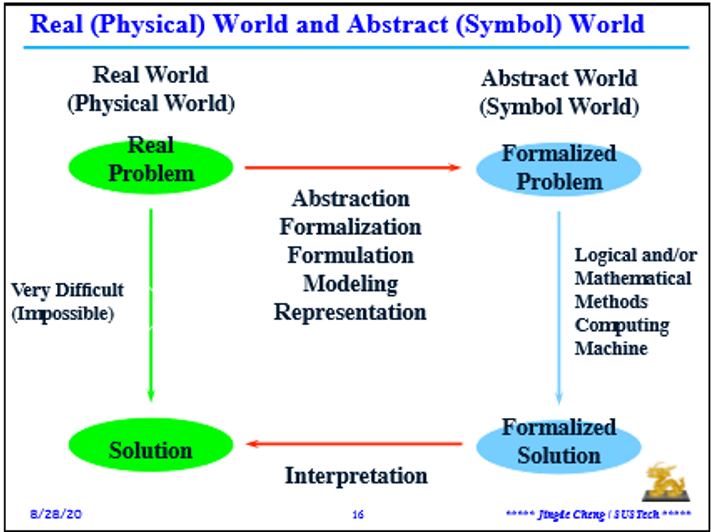 Real (Physical) World and Abstract (Symbol) World
Real World
(Physical World)
Abstract World
(Symbol World)
Real
Problem
Formalized
Problem
Abstraction
Formalization
Formulation
Modeling
Representation
Very Difficult
(Impossible)
Logical and/or
Mathematical
Methods
Computing
Machine
Solution
Formalized
Solution
Interpretation
8/28/20
16
***** Jingde Cheng / SUSTech *****